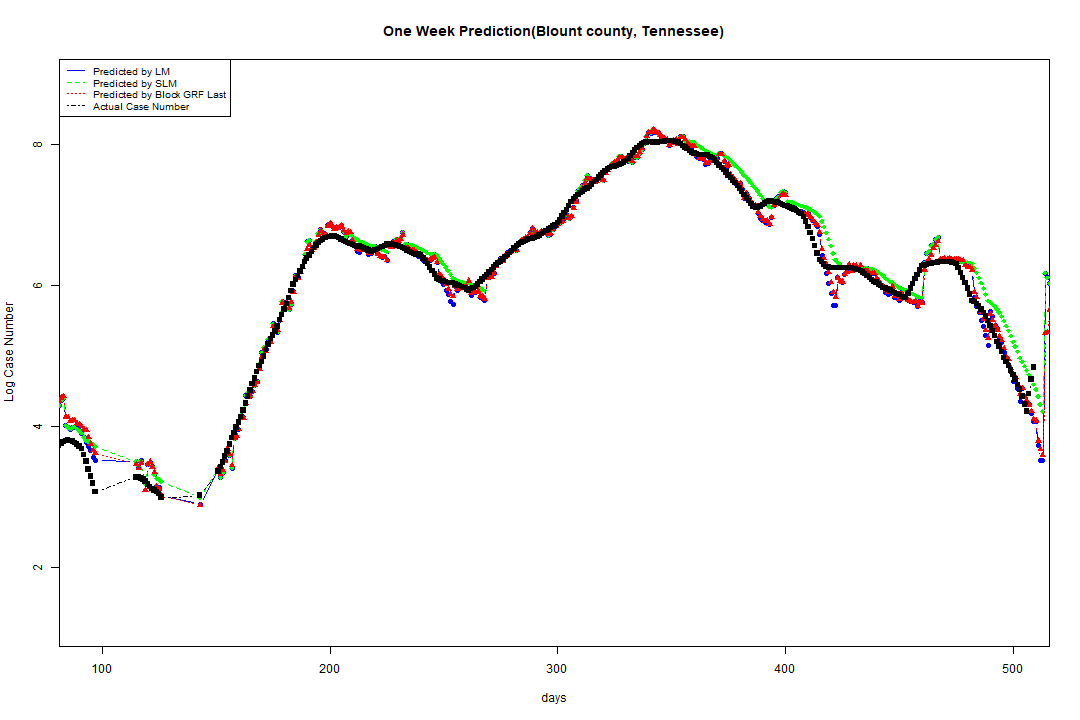 One Week Prediction(Blount county, Tennessee)
Predicted by LM
Predicted by SLM
Predicted by Block GRF Last
Actual Case Number
8
6
4
2
Log Case Number
100 200 300 400 500
days